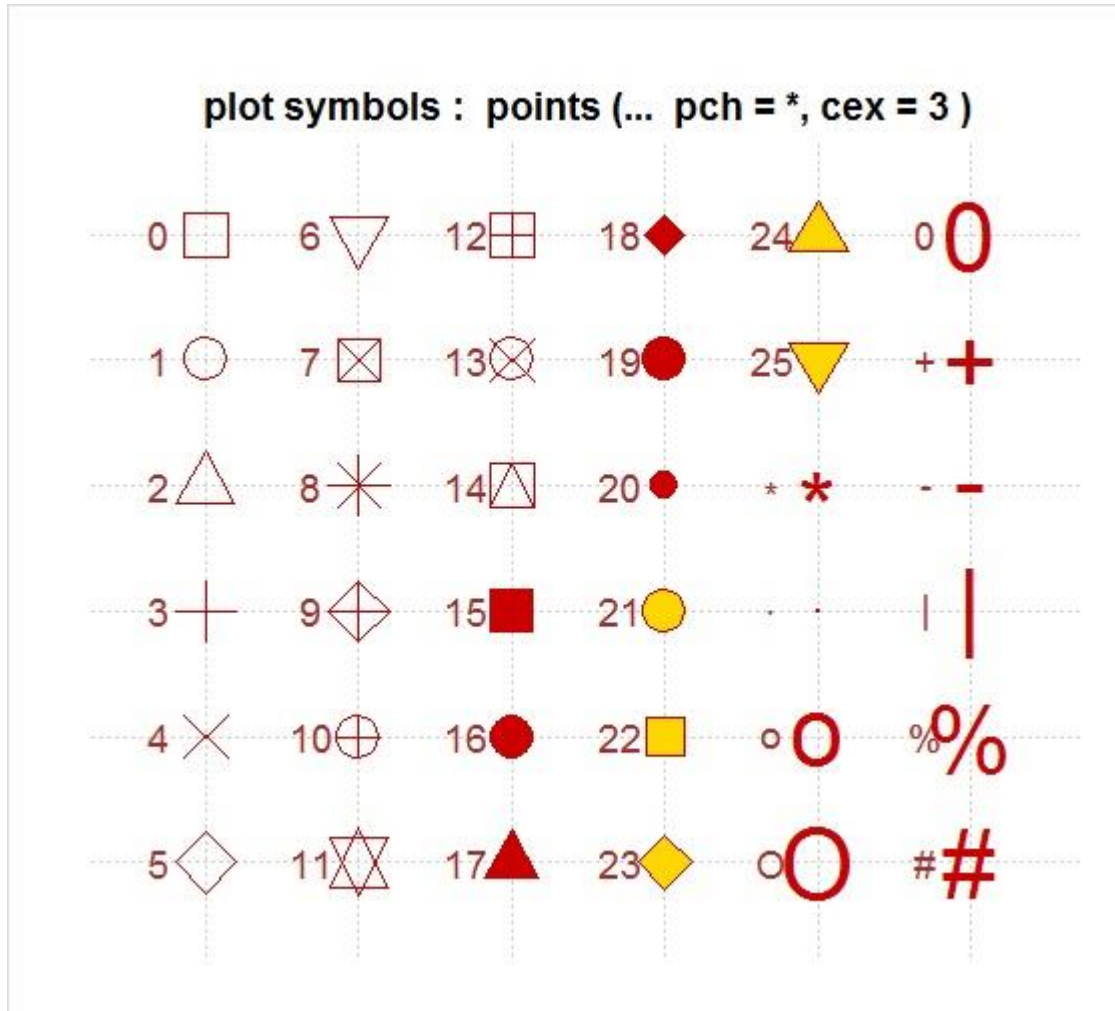 plot symbols :  points (...  pch = *, cex = 3 )
0 6 12 18 24 0 0
1 7 13 19 25 + +
2 8 14 20 * * - -
3 9 15 21 . . | |
4 10 16 22 o o % %
5 11 17 23 O O # #